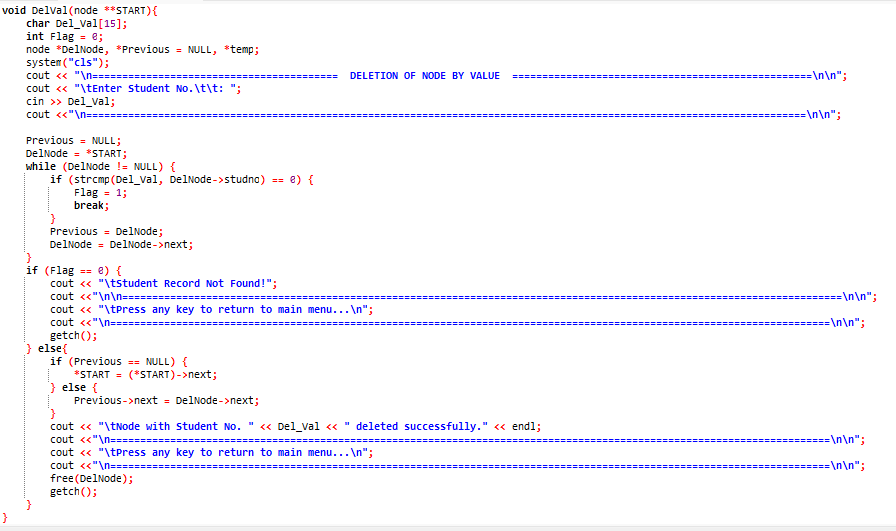 void DelVal(node **START){
char Del_Val[15];
int Flag = 0;
node *DelNode, *Previous = NULL, *temp;
system("cls");
cout << "\n=========================================  DELETION OF NODE BY VALUE  ==================================================\n\n";
cout << "\tEnter Student No.\t\t: ";
cin >> Del_Val;
cout <<"\n========================================================================================================================\n\n";
Previous = NULL;
DelNode = *START;
while (DelNode != NULL) {
if (strcmp(Del_Val, DelNode->studno) == 0) {
Flag = 1;
break;
}
Previous = DelNode;
DelNode = DelNode->next;
}
if (Flag == 0) {
cout << "\tStudent Record Not Found!";
cout <<"\n\n========================================================================================================================\n\n";
cout << "\tPress any key to return to main menu...\n";
cout <<"\n========================================================================================================================\n\n";
getch();
} else{
if (Previous == NULL) {
*START = (*START)->next;
} else {
Previous->next = DelNode->next;
}
cout << "\tNode with Student No. " << Del_Val << " deleted successfully." << endl;
cout <<"\n========================================================================================================================\n\n";
cout << "\tPress any key to return to main menu...\n";
cout <<"\n========================================================================================================================\n\n";
free(DelNode);
getch();
}
}